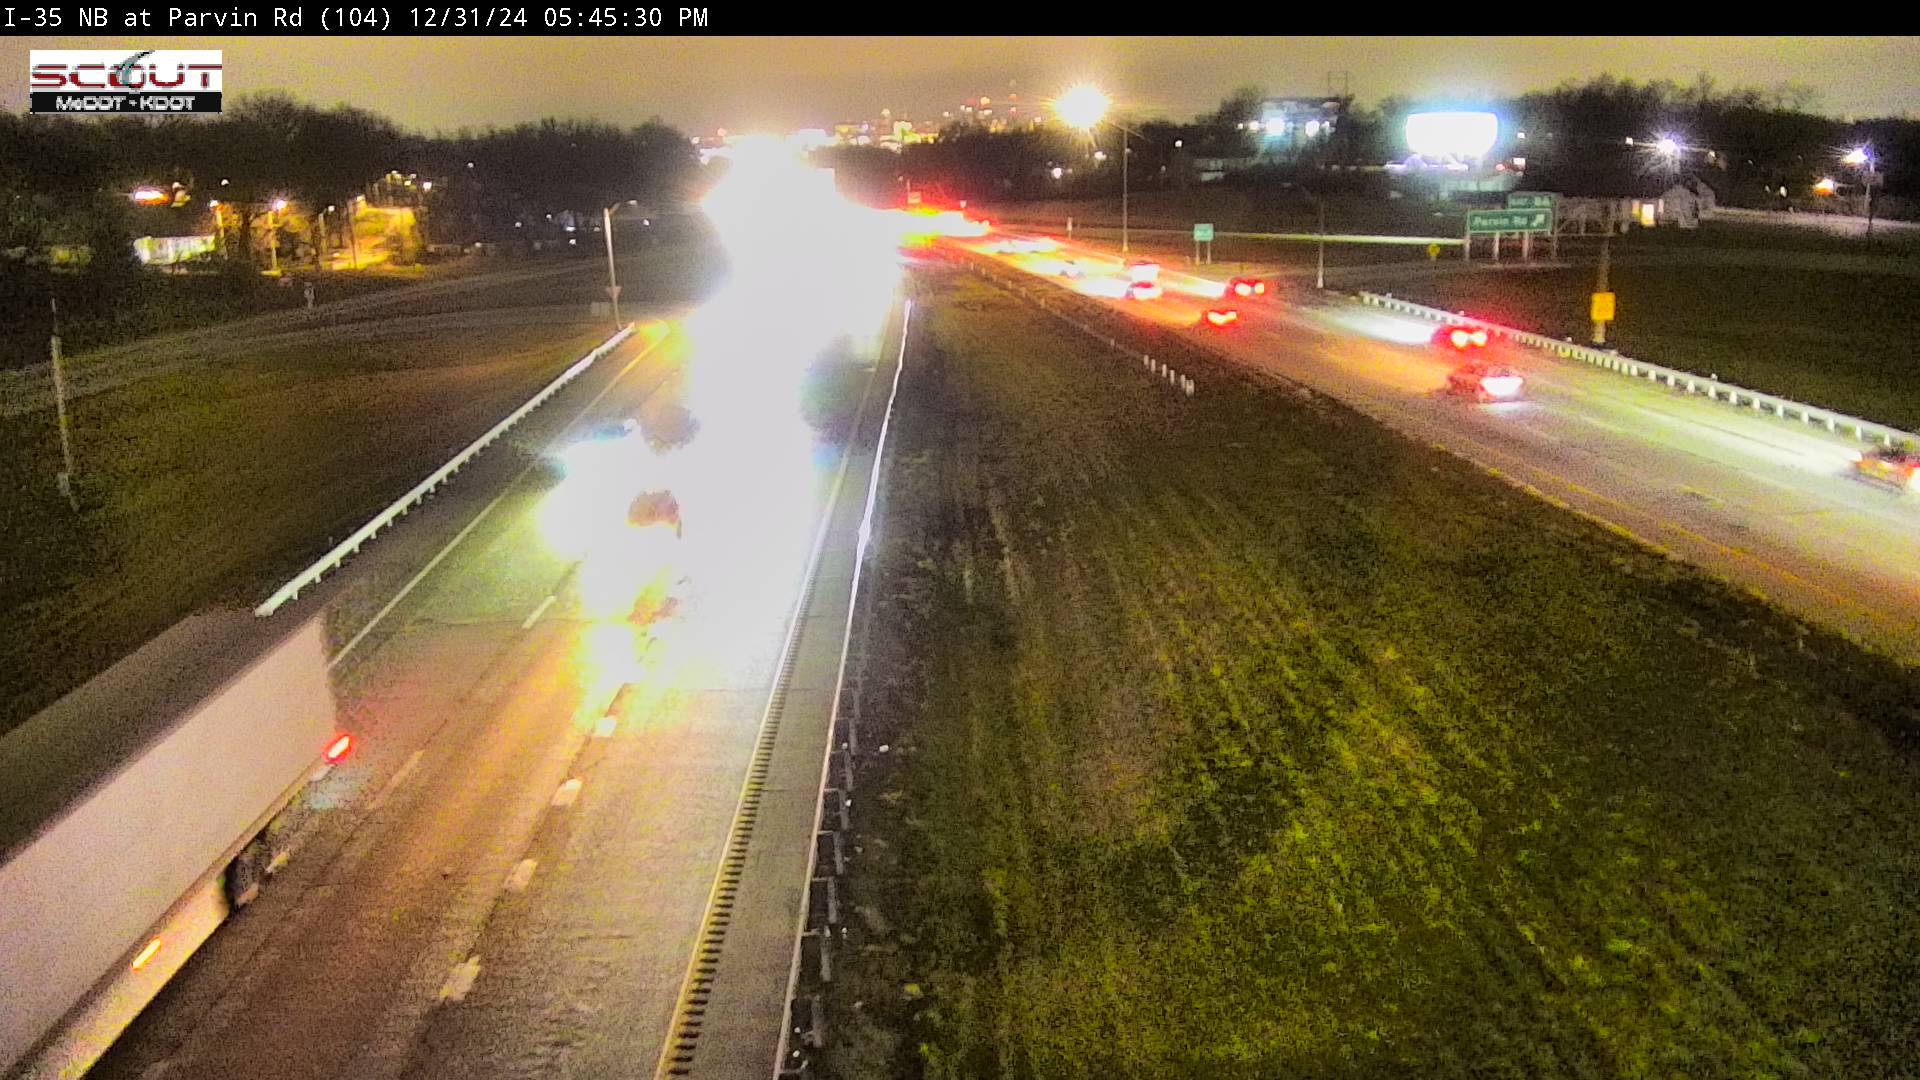 I-35 NB at Parvin Rd (104) 12/31/24 05:45:30 PM
SCOUT
MoDOT - KDOT
Parvin Rd